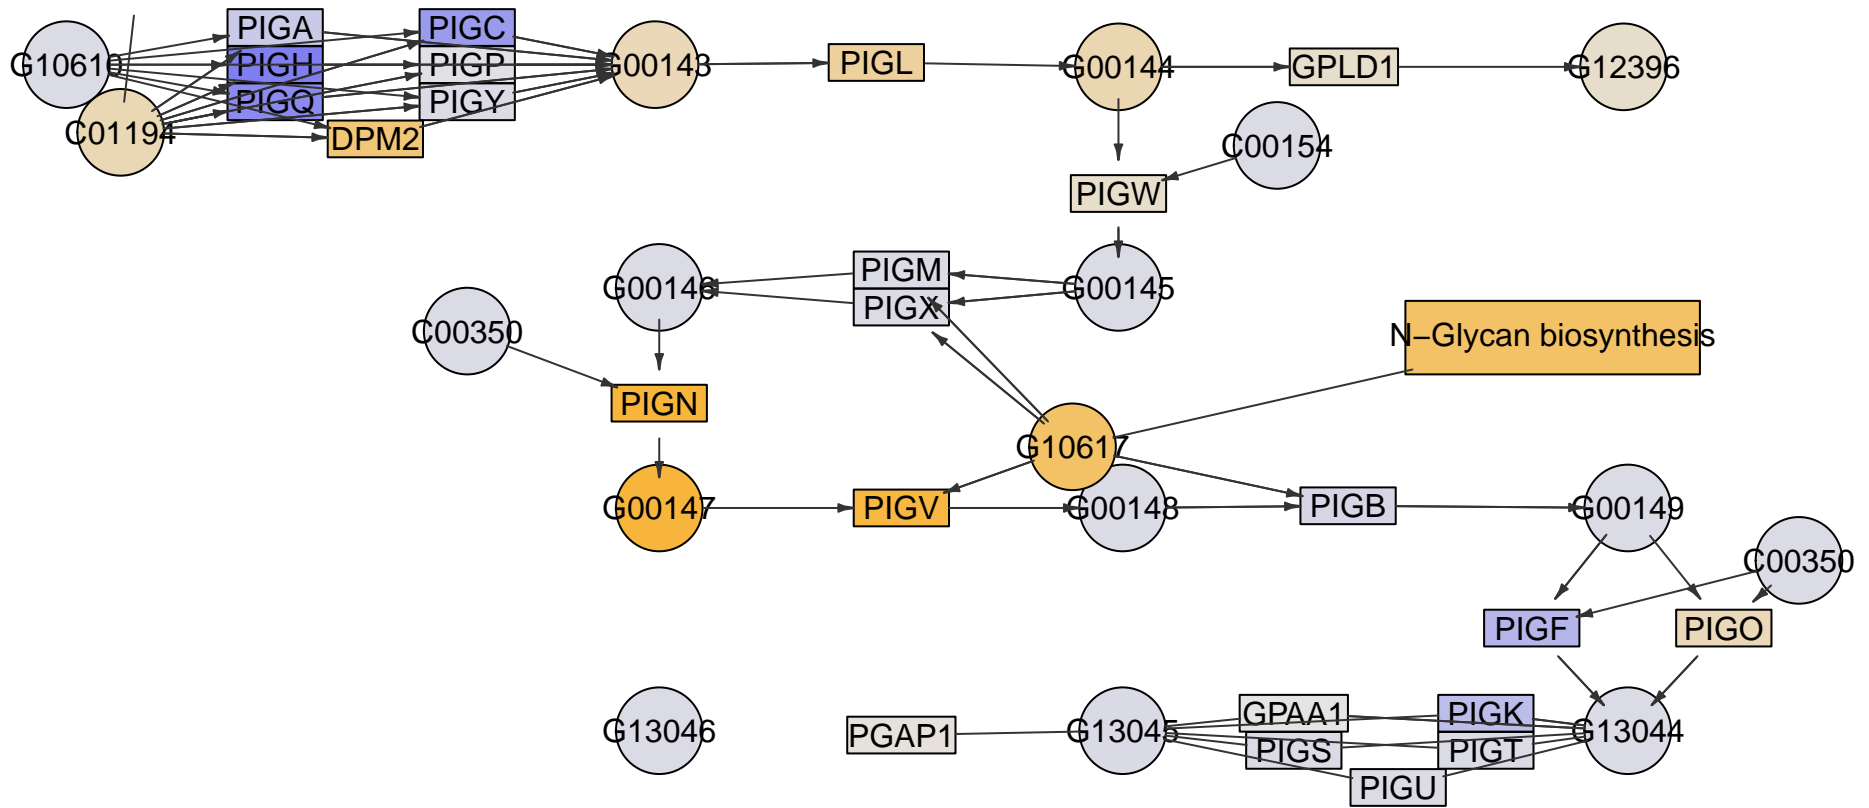 PIGA
PIGC
G10610
PIGH
PIGP
G00143
PIGL
G00144
GPLD1
G12396
PIGQ
PIGY
C01194
DPM2
C00154
PIGW
PIGM
G00146
G00145
PIGX
C00350
N−Glycan biosynthesis
PIGN
G10617
G00147
PIGV
G00148
PIGB
G00149
C00350
PIGF
PIGO
GPAA1
PIGK
G13046
PGAP1
G13045
G13044
PIGS
PIGT
PIGU